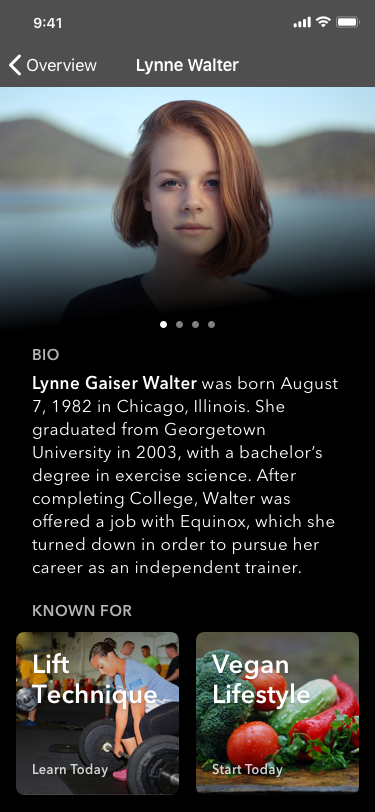 9:41
Overview
Lynne Walter
BIO
Lynne Gaiser Walter was born August
7, 1982 in Chicago, Illinois. She
graduated from Georgetown
University in 2003, with a bachelor’s
degree in exercise science. After
completing College, Walter was
offered a job with Equinox, which she
turned down in order to pursue her
career as an independent trainer.
KNOWN FOR
Lift
Technique
Learn Today
Vegan
Lifestyle
Start Today